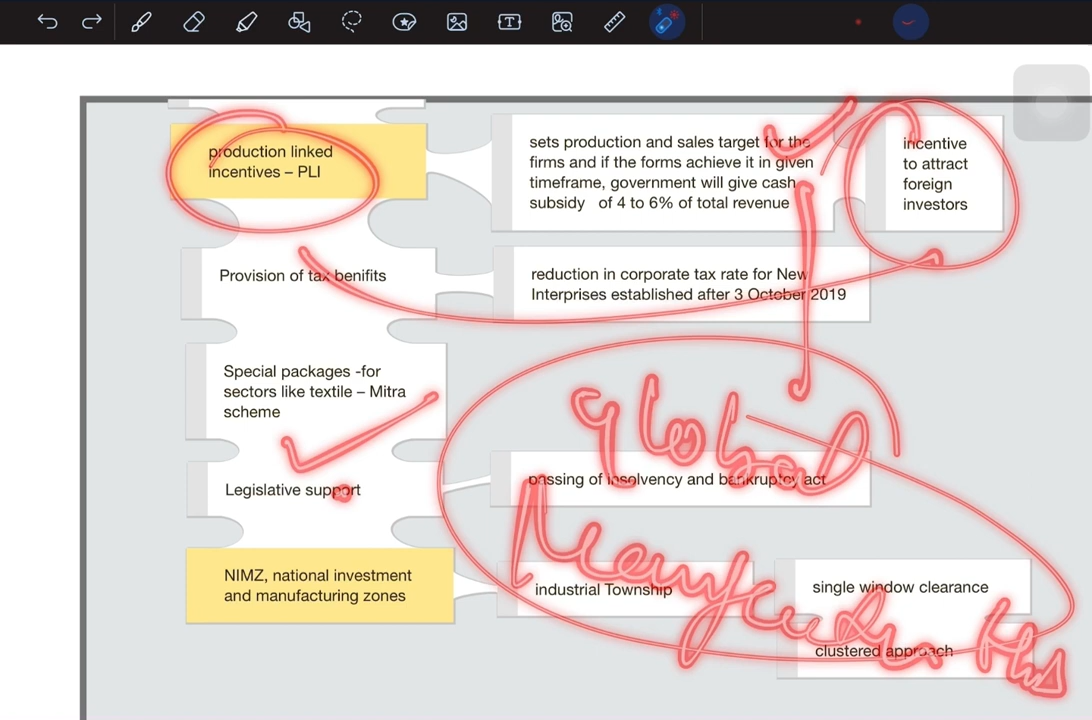 production linked
incentives – PLI
sets production and sales target for the
firms and if the forms achieve it in given
timeframe, government will give cash
subsidy of 4 to 6% of total revenue
incentive
to attract
foreign
investors
Provision of tax benifits
reduction in corporate tax rate for New
Interprises established after 3 October 2019
Special packages -for
sectors like textile – Mitra
scheme
Legislative support
passing of insolvency and bankruptcy act
Global
NIMZ, national investment
and manufacturing zones
industrial Township
single window clearance
clustered approach